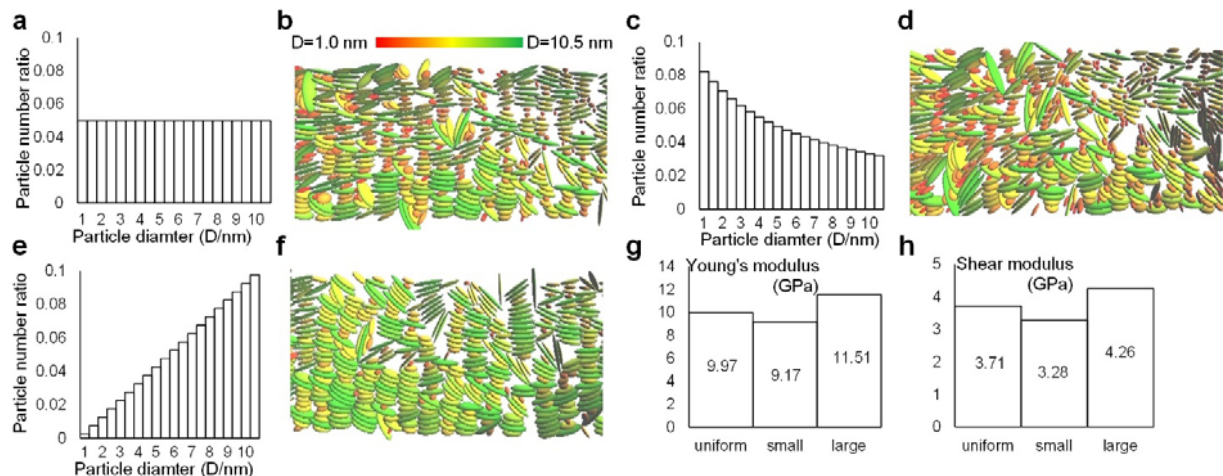 a
Particle number ratio
0.1
0.08
0.06
0.04
0.02
0
1 2 3 4 5 6 7 8 9 10
Particle diamter (D/nm)
b
D=1.0 nm D=10.5 nm
c
Particle number ratio
0.1
0.08
0.06
0.04
0.02
0
1 2 3 4 5 6 7 8 9 10
Particle diameter (D/nm)
d
e
Particle number ratio
0.1
0.08
0.06
0.04
0.02
0
1 2 3 4 5 6 7 8 9 10
Particle diamter (D/nm)
f
g
Young's modulus
(GPa)
14
12
10
8
6
4
2
0
9.97 9.17 11.51
uniform small large
h
Shear modulus
(GPa)
5
4
3
2
1
0
3.71 3.28 4.26
uniform small large